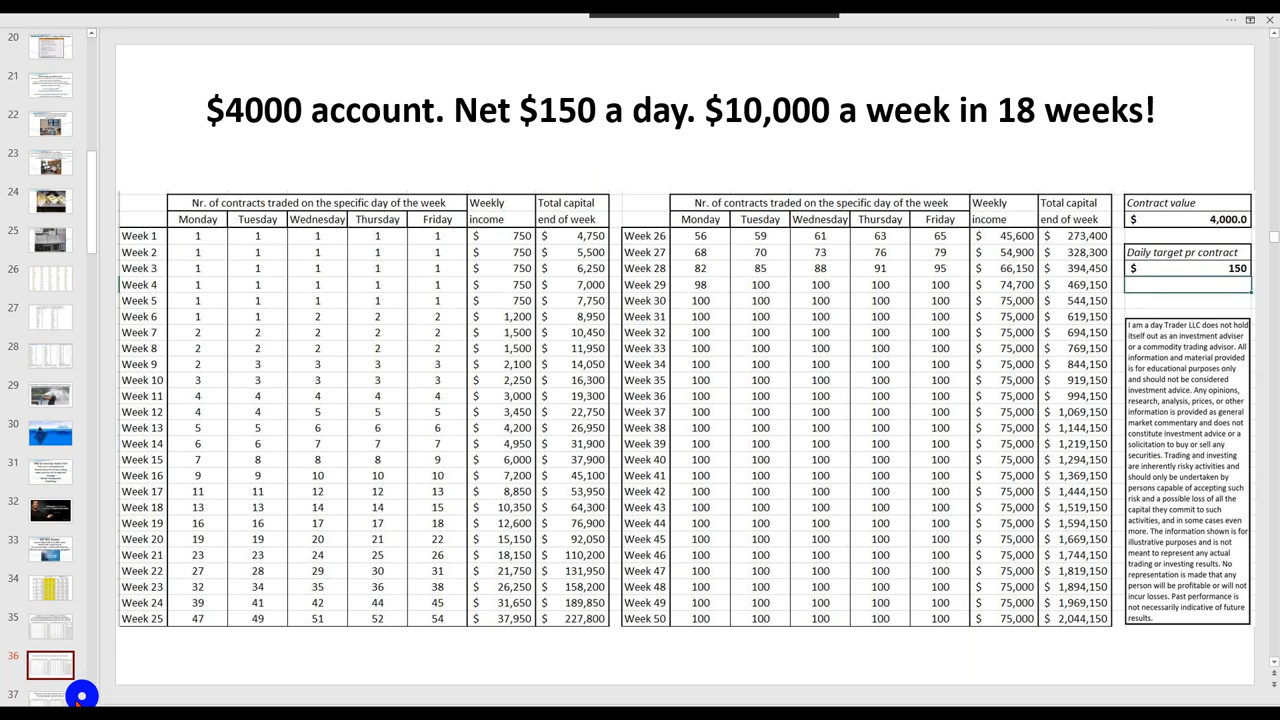 20
21
22
23
24
25
26
27
28
29
30
31
32
33
34
35
36
37
$4000 account. Net $150 a day. $10,000 a week in 18 weeks!
Nr. of contracts traded on the specific day of the week Weekly Total capital
Monday Tuesday Wednesday Thursday Friday income end of week
Week 1 1 1 1 1 1 $ 750 $ 4,750
Week 2 1 1 1 1 1 $ 750 $ 5,500
Week 3 1 1 1 1 1 $ 750 $ 6,250
Week 4 1 1 1 1 1 $ 750 $ 7,000
Week 5 1 1 1 1 1 $ 750 $ 7,750
Week 6 1 1 2 2 2 $ 1,200 $ 8,950
Week 7 2 2 2 2 2 $ 1,500 $ 10,450
Week 8 2 2 2 2 2 $ 1,500 $ 11,950
Week 9 2 3 3 3 3 $ 2,100 $ 14,050
Week 10 3 3 3 3 3 $ 2,250 $ 16,300
Week 11 4 4 4 4 4 $ 3,000 $ 19,300
Week 12 4 4 5 5 5 $ 3,450 $ 22,750
Week 13 5 5 6 6 6 $ 4,200 $ 26,950
Week 14 6 6 7 7 7 $ 4,950 $ 31,900
Week 15 7 8 8 8 9 $ 6,000 $ 37,900
Week 16 9 9 10 10 10 $ 7,200 $ 45,100
Week 17 11 11 12 12 13 $ 8,850 $ 53,950
Week 18 13 13 14 14 15 $ 10,350 $ 64,300
Week 19 16 16 17 17 18 $ 12,600 $ 76,900
Week 20 19 19 20 21 22 $ 15,150 $ 92,050
Week 21 23 23 24 25 26 $ 18,150 $ 110,200
Week 22 27 28 29 30 31 $ 21,750 $ 131,950
Week 23 32 34 35 36 38 $ 26,250 $ 158,200
Week 24 39 41 42 44 45 $ 31,650 $ 189,850
Week 25 47 49 51 52 54 $ 37,950 $ 227,800
Nr. of contracts traded on the specific day of the week Weekly Total capital
Monday Tuesday Wednesday Thursday Friday income end of week
Week 26 56 59 61 63 65 $ 45,600 $ 273,400
Week 27 68 70 73 76 79 $ 54,900 $ 328,300
Week 28 82 85 88 91 95 $ 66,150 $ 394,450
Week 29 98 100 100 100 100 $ 74,700 $ 469,150
Week 30 100 100 100 100 100 $ 75,000 $ 544,150
Week 31 100 100 100 100 100 $ 75,000 $ 619,150
Week 32 100 100 100 100 100 $ 75,000 $ 694,150
Week 33 100 100 100 100 100 $ 75,000 $ 769,150
Week 34 100 100 100 100 100 $ 75,000 $ 844,150
Week 35 100 100 100 100 100 $ 75,000 $ 919,150
Week 36 100 100 100 100 100 $ 75,000 $ 994,150
Week 37 100 100 100 100 100 $ 75,000 $ 1,069,150
Week 38 100 100 100 100 100 $ 75,000 $ 1,144,150
Week 39 100 100 100 100 100 $ 75,000 $ 1,219,150
Week 40 100 100 100 100 100 $ 75,000 $ 1,294,150
Week 41 100 100 100 100 100 $ 75,000 $ 1,369,150
Week 42 100 100 100 100 100 $ 75,000 $ 1,444,150
Week 43 100 100 100 100 100 $ 75,000 $ 1,519,150
Week 44 100 100 100 100 100 $ 75,000 $ 1,594,150
Week 45 100 100 100 100 100 $ 75,000 $ 1,669,150
Week 46 100 100 100 100 100 $ 75,000 $ 1,744,150
Week 47 100 100 100 100 100 $ 75,000 $ 1,819,150
Week 48 100 100 100 100 100 $ 75,000 $ 1,894,150
Week 49 100 100 100 100 100 $ 75,000 $ 1,969,150
Week 50 100 100 100 100 100 $ 75,000 $ 2,044,150
Contract value
$ 4,000.0
Daily target pr contract
$ 150
I am a day Trader LLC does not hold
itself out as an investment adviser
or a commodity trading advisor. All
information and material provided
is for educational purposes only
and should not be considered
investment advice. Any opinions,
research, analysis, prices, or other
information is provided as general
market commentary and does not
constitute investment advice or a
solicitation to buy or sell any
securities. Trading and investing
are inherently risky activities and
should only be undertaken by
persons capable of accepting such
risk and a possible loss of all the
capital they commit to such
activities, and in some cases even
more. The information shown is for
illustrative purposes and is not
meant to represent any actual
trading or investing results. No
representation is made that any
person will be profitable or will not
incur losses. Past performance is
not necessarily indicative of future
results.